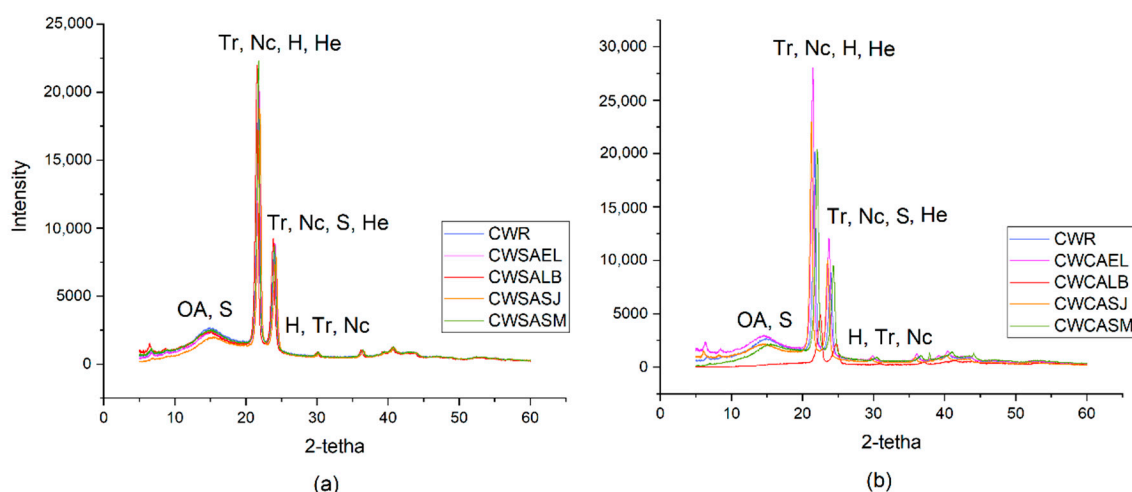 25,000
20,000
15,000
10,000
5000
0
Intensity
Tr, Nc, H, He
Tr, Nc, S, He
OA, S
H, Tr, Nc
CWR
CWSAEL
CWSALB
CWSASJ
CWSASM
0
10
20
30
40
50
60
2-tetha
(a)
30,000
25,000
20,000
15,000
10,000
5000
0
Tr, Nc, H, He
Tr, Nc, S, He
OA, S
H, Tr, Nc
CWR
CWCAEL
CWCALB
CWCASJ
CWCASM
0
10
20
30
40
50
60
2-tetha
(b)